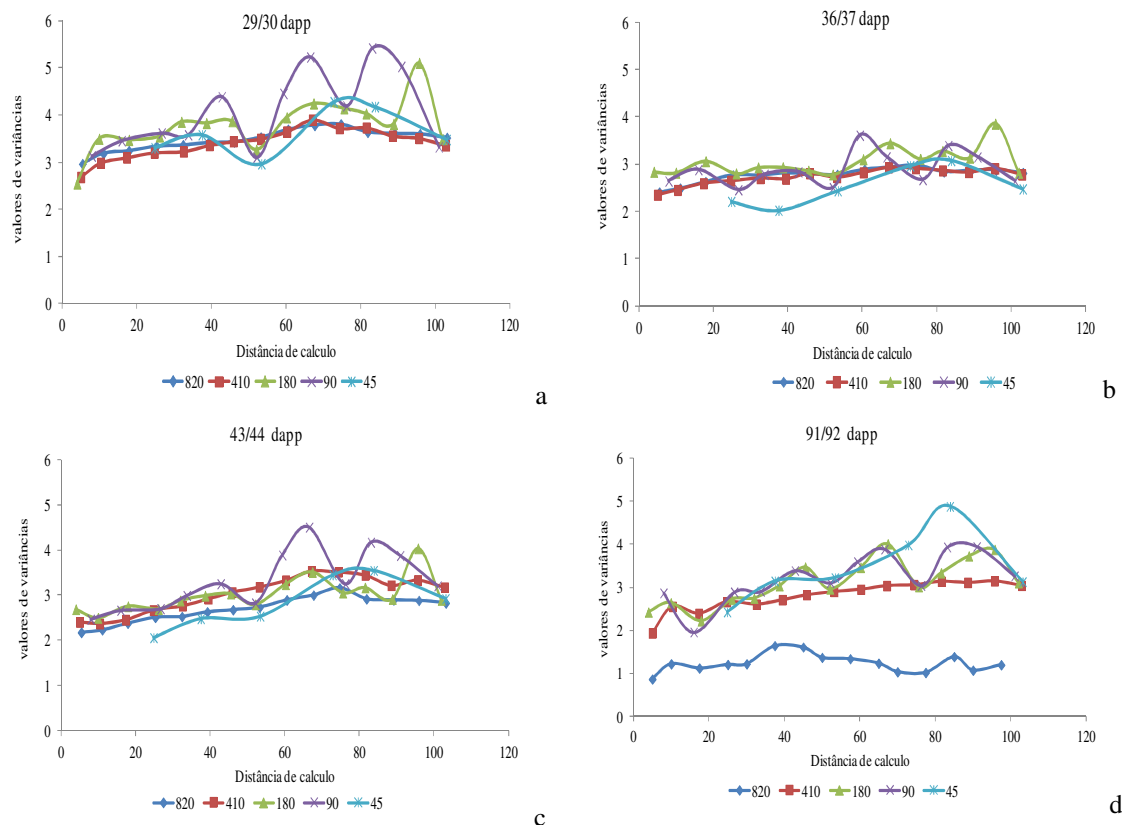 29/30 dapp
valores de variâncias
6
5
4
3
2
1
0
0 20 40 60 80 100 120
Distância de calculo
820 410 180 90 45
a
36/37 dapp
valores de variâncias
6
5
4
3
2
1
0
0 20 40 60 80 100 120
Distância de calculo
820 410 180 90 45
b
43/44 dapp
valores de variâncias
6
5
4
3
2
1
0
0 20 40 60 80 100 120
Distância de calculo
820 410 180 90 45
c
91/92 dapp
valores de variâncias
6
5
4
3
2
1
0
0 20 40 60 80 100 120
Distância de calculo
820 410 180 90 45
d